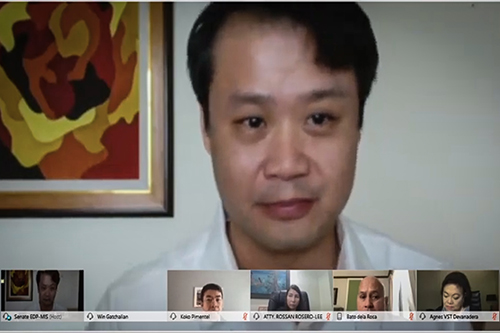 Senate EDP-MIS (Host) Win Gatchalian Koko Pimentel ATTY. ROSSAN ROSERO-LEE Bato dela Rosa Agnes VST Devanadera